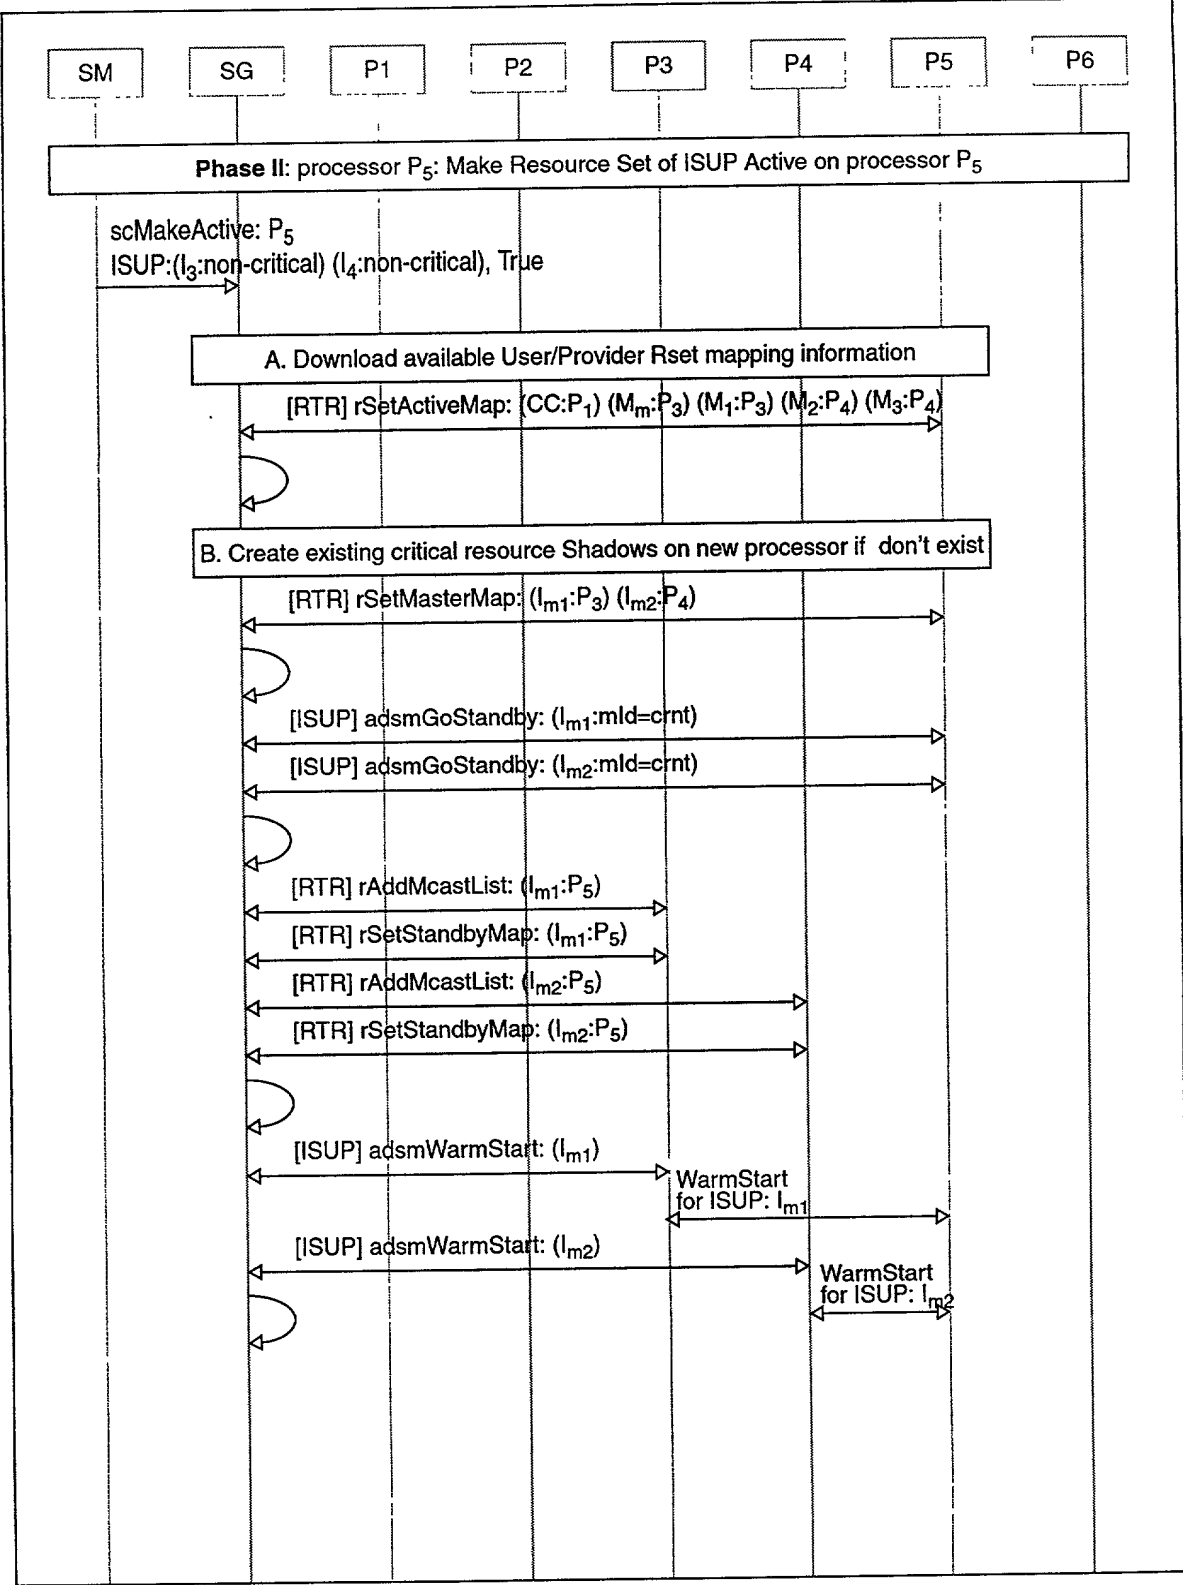 SM SG P1 P2 P3 P4 P5 P6
Phase II: processor P5: Make Resource Set of ISUP Active on processor P5
scMakeActive: P5
ISUP:(I3:non-critical) (I4:non-critical), True
A. Download available User/Provider Rset mapping information
[RTR] rSetActiveMap: (CC:P1) (Mm:P3) (M1:P3) (M2:P4) (M3:P4)
B. Create existing critical resource Shadows on new processor if don't exist
[RTR] rSetMasterMap: (Im1:P3) (Im2:P4)
[ISUP] adsmGoStandby: (Im1:mId=crnt)
[ISUP] adsmGoStandby: (Im2:mId=crnt)
[RTR] rAddMcastList: (Im1:P5)
[RTR] rSetStandbyMap: (Im1:P5)
[RTR] rAddMcastList: (Im2:P5)
[RTR] rSetStandbyMap: (Im2:P5)
[ISUP] adsmWarmStart: (Im1)
WarmStart
for ISUP: Im1
[ISUP] adsmWarmStart: (Im2)
WarmStart
for ISUP: Im2